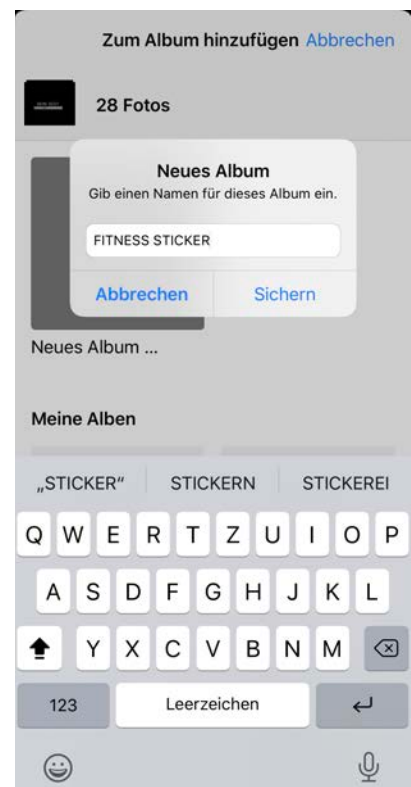 Zum Album hinzufügen Abbrechen
28 Fotos
Neues Album
Gib einen Namen für dieses Album ein.
FITNESS STICKER
Abbrechen Sichern
Neues Album ...
Meine Alben
„STICKER“ STICKERN STICKEREI
Q W E R T Z U I O P
A S D F G H J K L
Y X C V B N M
123 Leerzeichen